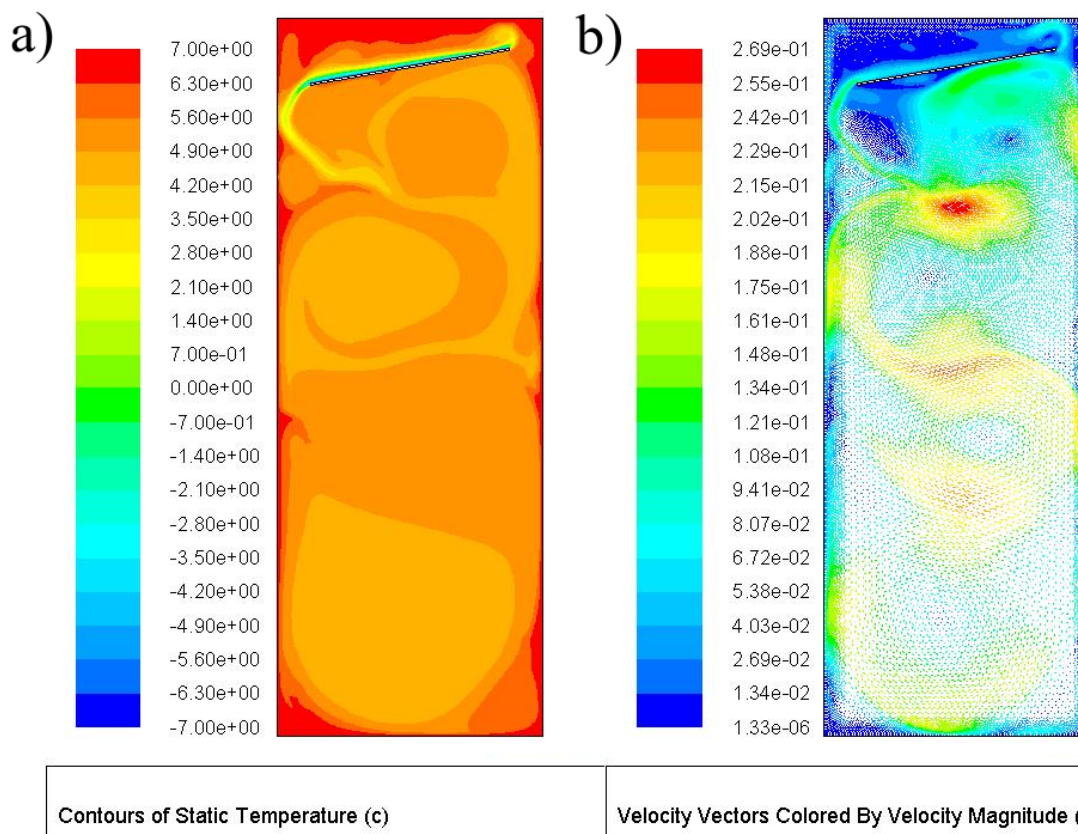 a)
7.00e+00
6.30e+00
5.60e+00
4.90e+00
4.20e+00
3.50e+00
2.80e+00
2.10e+00
1.40e+00
7.00e-01
0.00e+00
-7.00e-01
-1.40e+00
-2.10e+00
-2.80e+00
-3.50e+00
-4.20e+00
-4.90e+00
-5.60e+00
-6.30e+00
-7.00e+00
Contours of Static Temperature (c)
b)
2.69e-01
2.55e-01
2.42e-01
2.29e-01
2.15e-01
2.02e-01
1.88e-01
1.75e-01
1.61e-01
1.48e-01
1.34e-01
1.21e-01
1.08e-01
9.41e-02
8.07e-02
6.72e-02
5.38e-02
4.03e-02
2.69e-02
1.34e-02
1.33e-06
Velocity Vectors Colored By Velocity Magnitude (